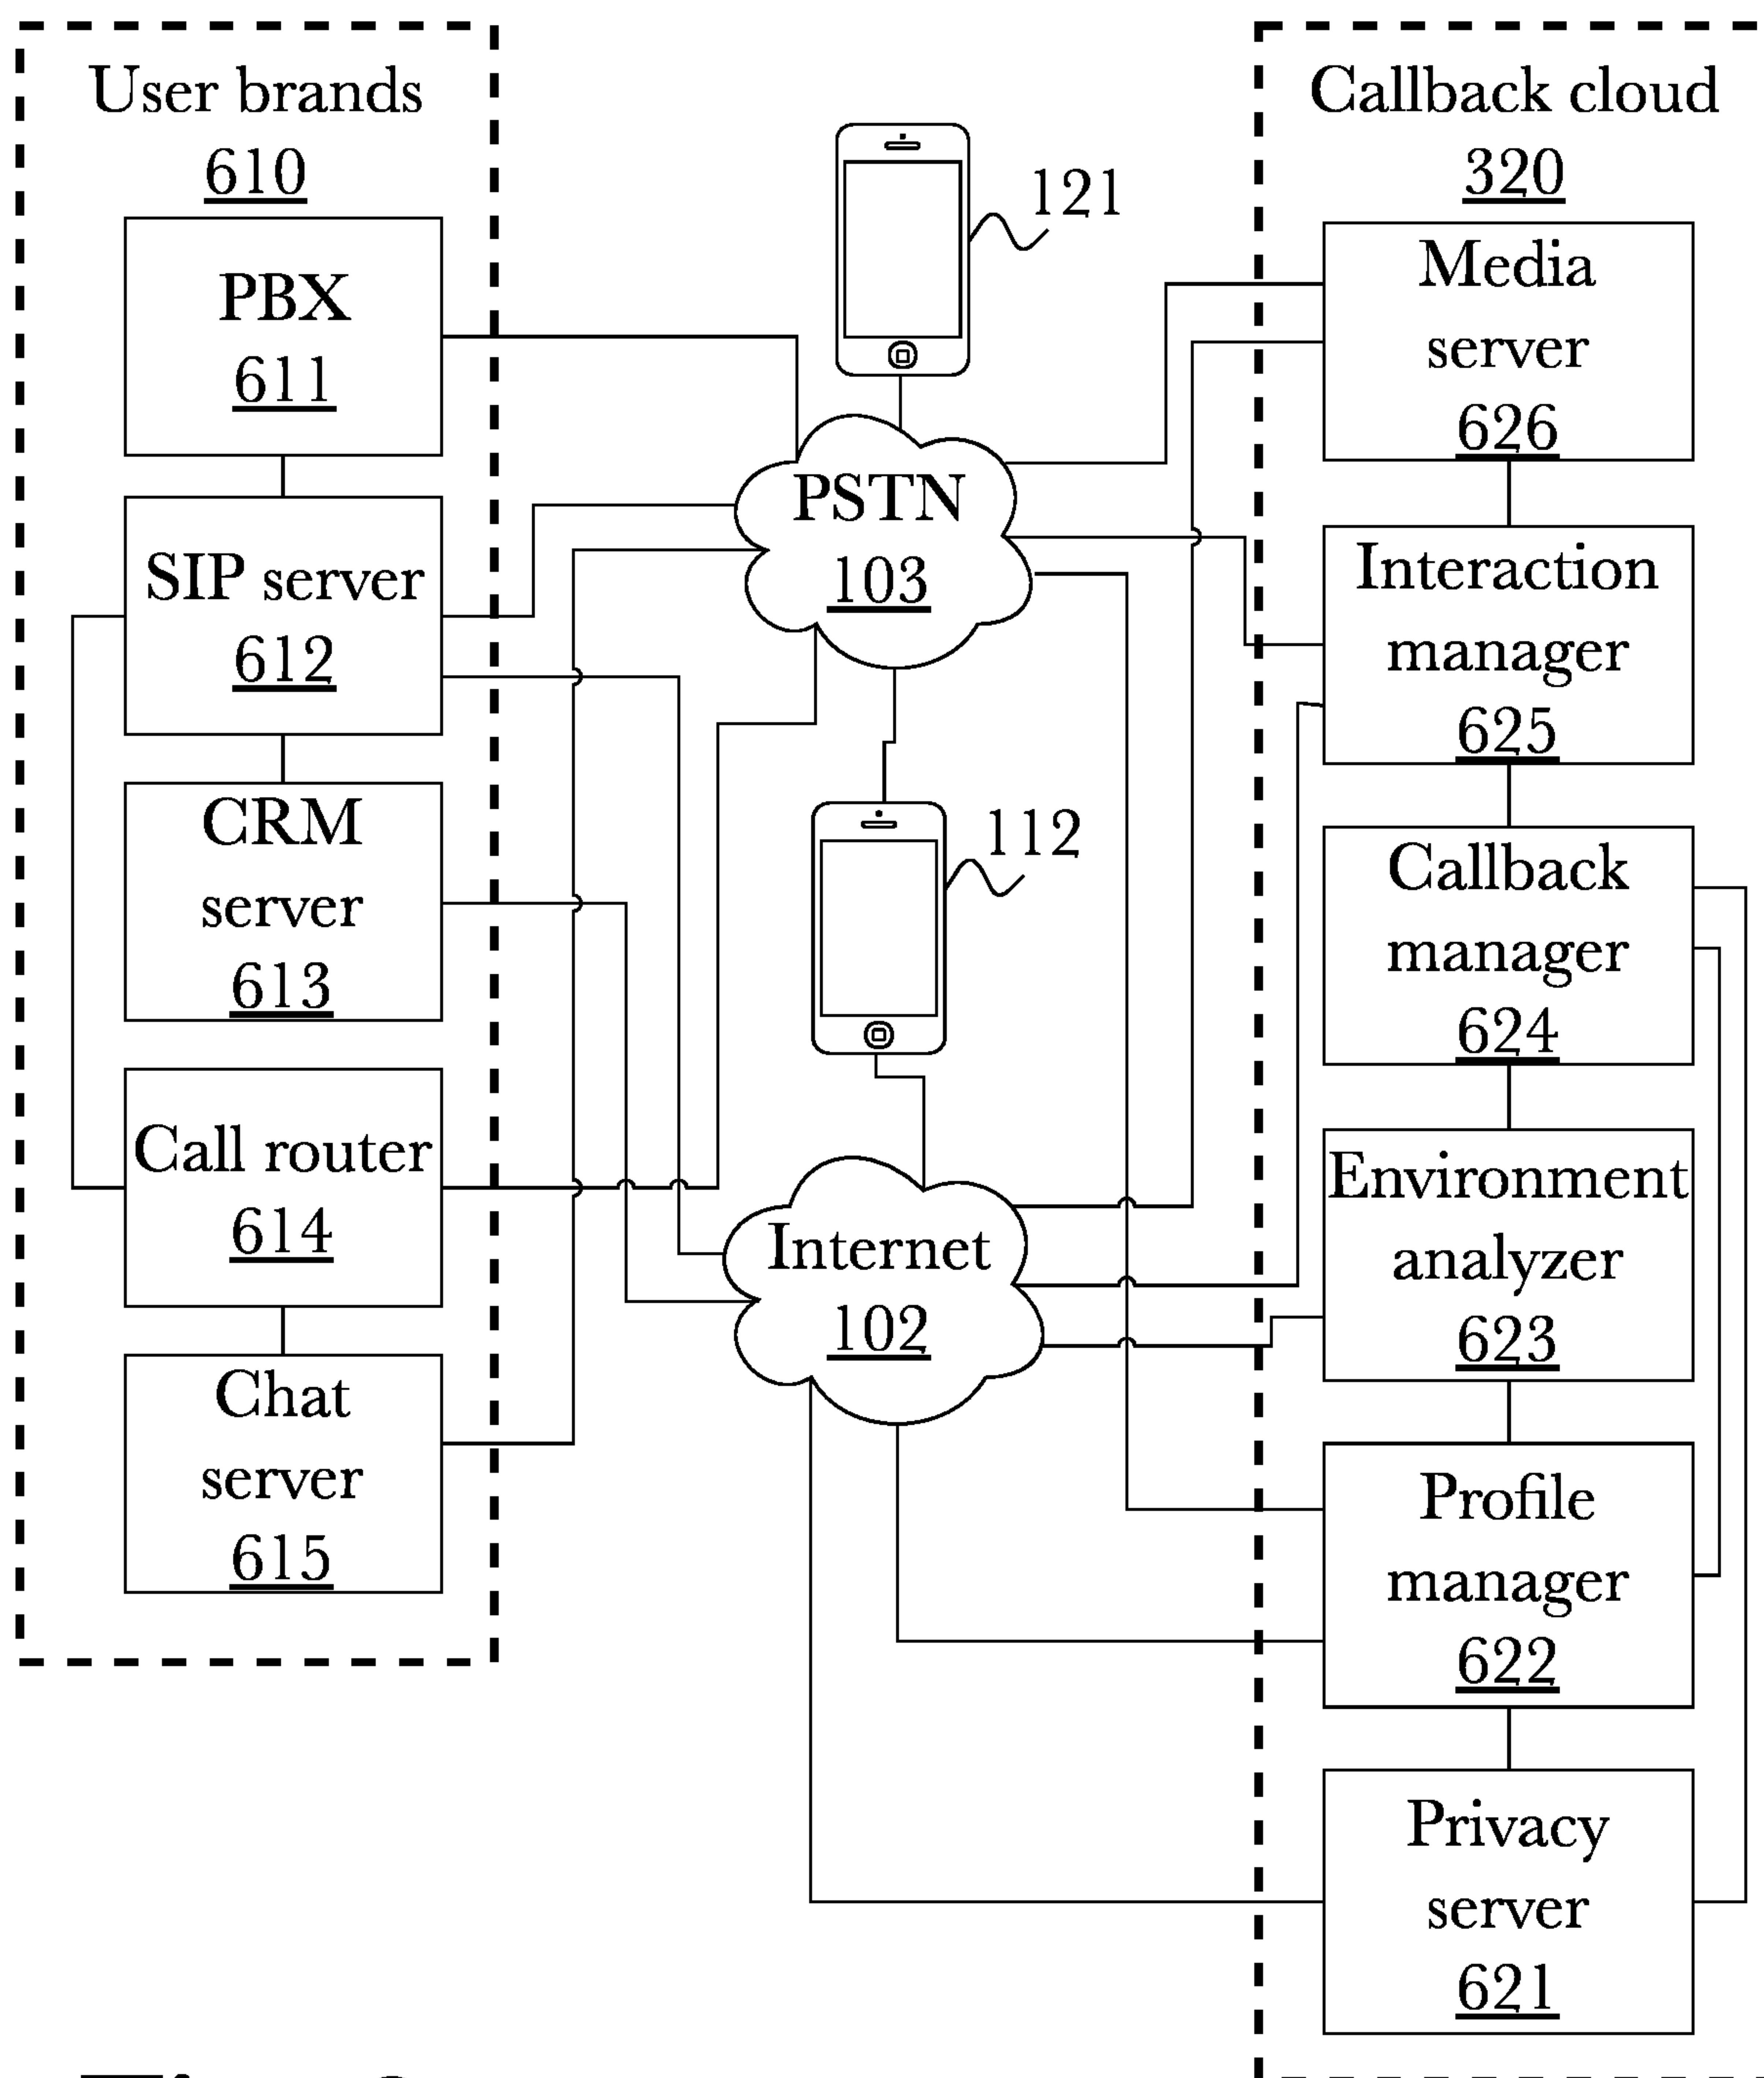 User brands
610
PBX
611
SIP server
612
CRM
server
613
Call router
614
Chat
server
615
121
PSTN
103
112
Internet
102
Callback cloud
320
Media
server
626
Interaction
manager
625
Callback
manager
624
Environment
analyzer
623
Profile
manager
622
Privacy
server
621